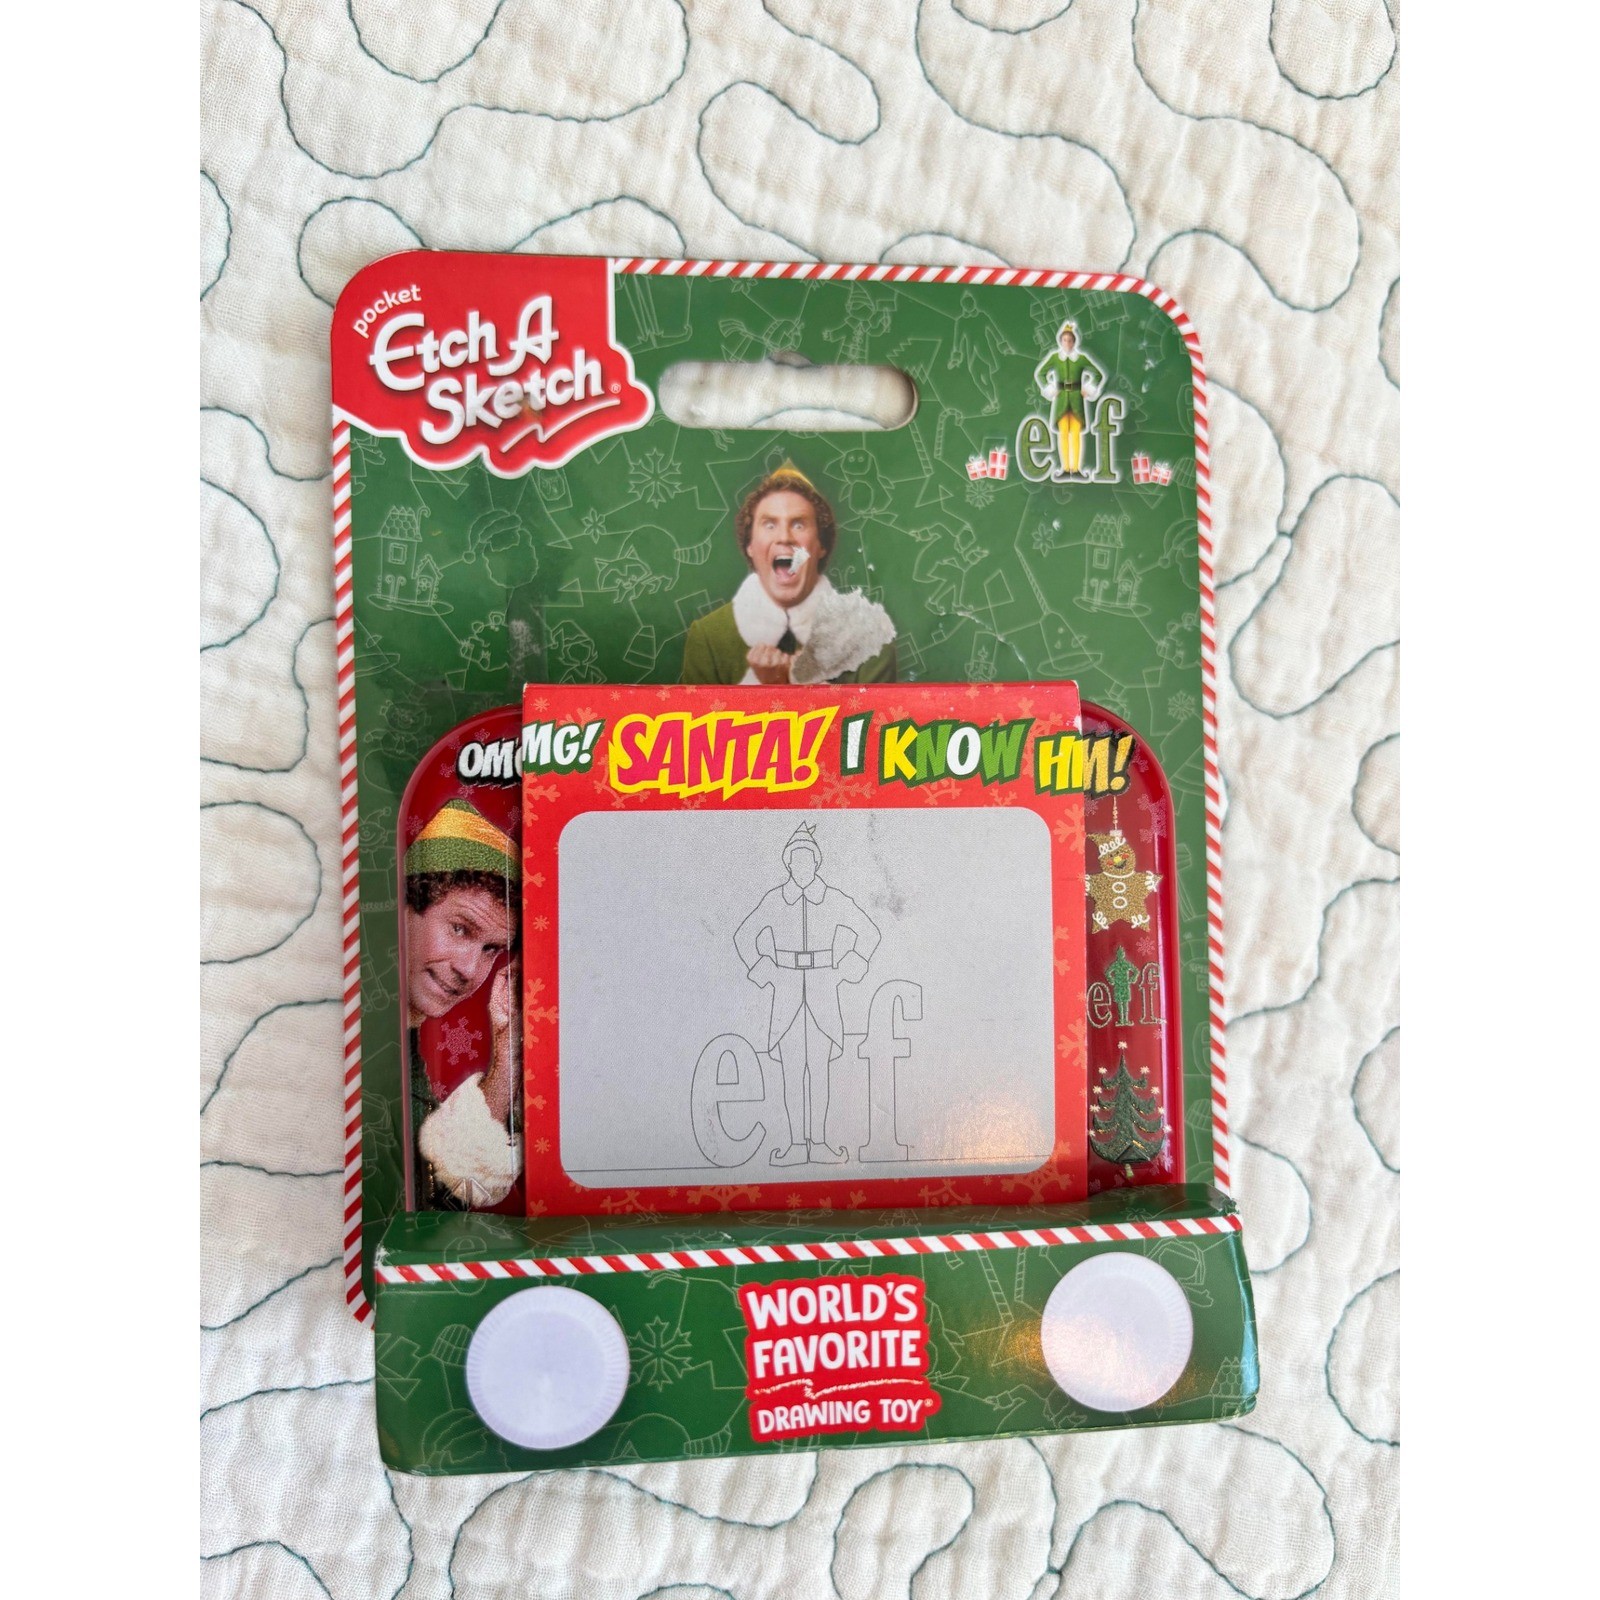 pocket
Etch A
Sketch®
elf
OMG! SANTA! I KNOW HIM!
elf
elf
WORLD'S
FAVORITE
DRAWING TOY®